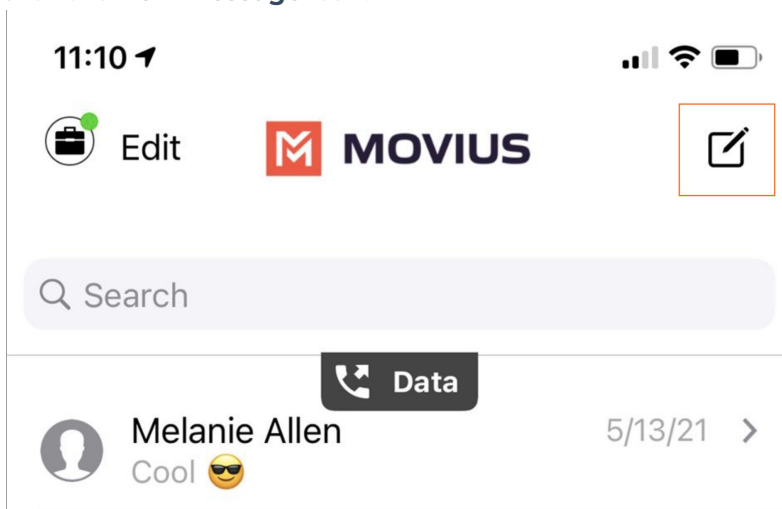 11:10
Edit
MOVIUS
Search
Data
Melanie Allen
5/13/21
Cool 😎